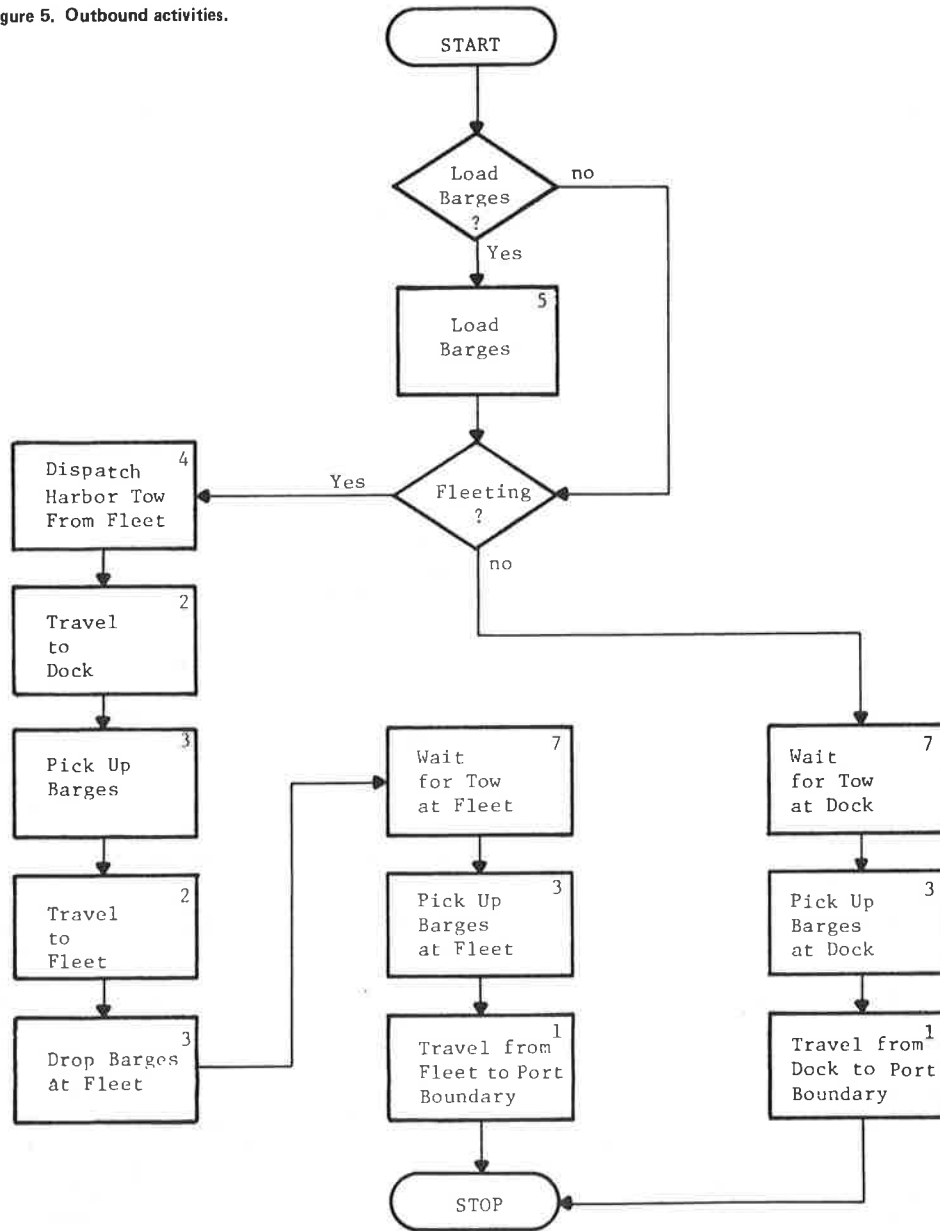 gure 5. Outbound activities.
START
Load
Barges
?
no
Yes
5
Load
Barges
Fleeting
?
Yes
no
4
Dispatch
Harbor Tow
From Fleet
2
Travel
to
Dock
3
Pick Up
Barges
2
Travel
to
Fleet
3
Drop Barges
at Fleet
7
Wait
for Tow
at Fleet
3
Pick Up
Barges
at Fleet
1
Travel from
Fleet to Port
Boundary
7
Wait
for Tow
at Dock
3
Pick Up
Barges
at Dock
1
Travel from
Dock to Port
Boundary
STOP